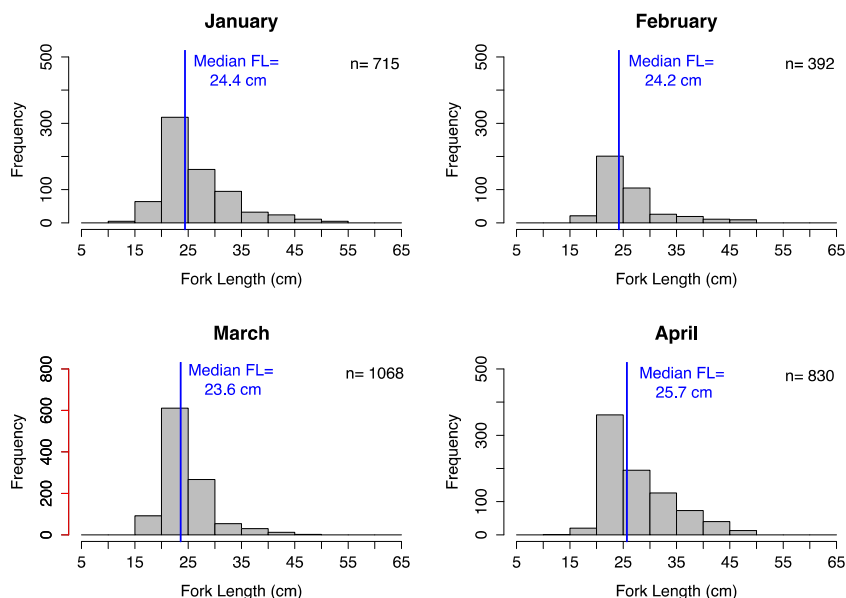 January
Median FL=
24.4 cm
n= 715
Frequency
500
300
100
0
5 15 25 35 45 55 65
Fork Length (cm)
February
Median FL=
24.2 cm
n= 392
Frequency
500
300
100
0
5 15 25 35 45 55 65
Fork Length (cm)
March
Median FL=
23.6 cm
n= 1068
Frequency
800
600
400
200
0
5 15 25 35 45 55 65
Fork Length (cm)
April
Median FL=
25.7 cm
n= 830
Frequency
500
300
100
0
5 15 25 35 45 55 65
Fork Length (cm)